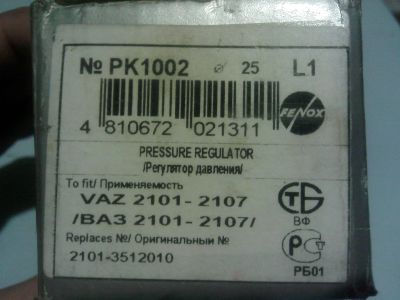 № PK1002 ø 25 L1
FENOX
4 810672 021311
PRESSURE REGULATOR
/Регулятор давления/
To fit/ Применяемость
VAZ 2101-2107
/ВАЗ 2101-2107/
ВФ
Replaces №/ Оригинальный №
2101-3512010
РБ01